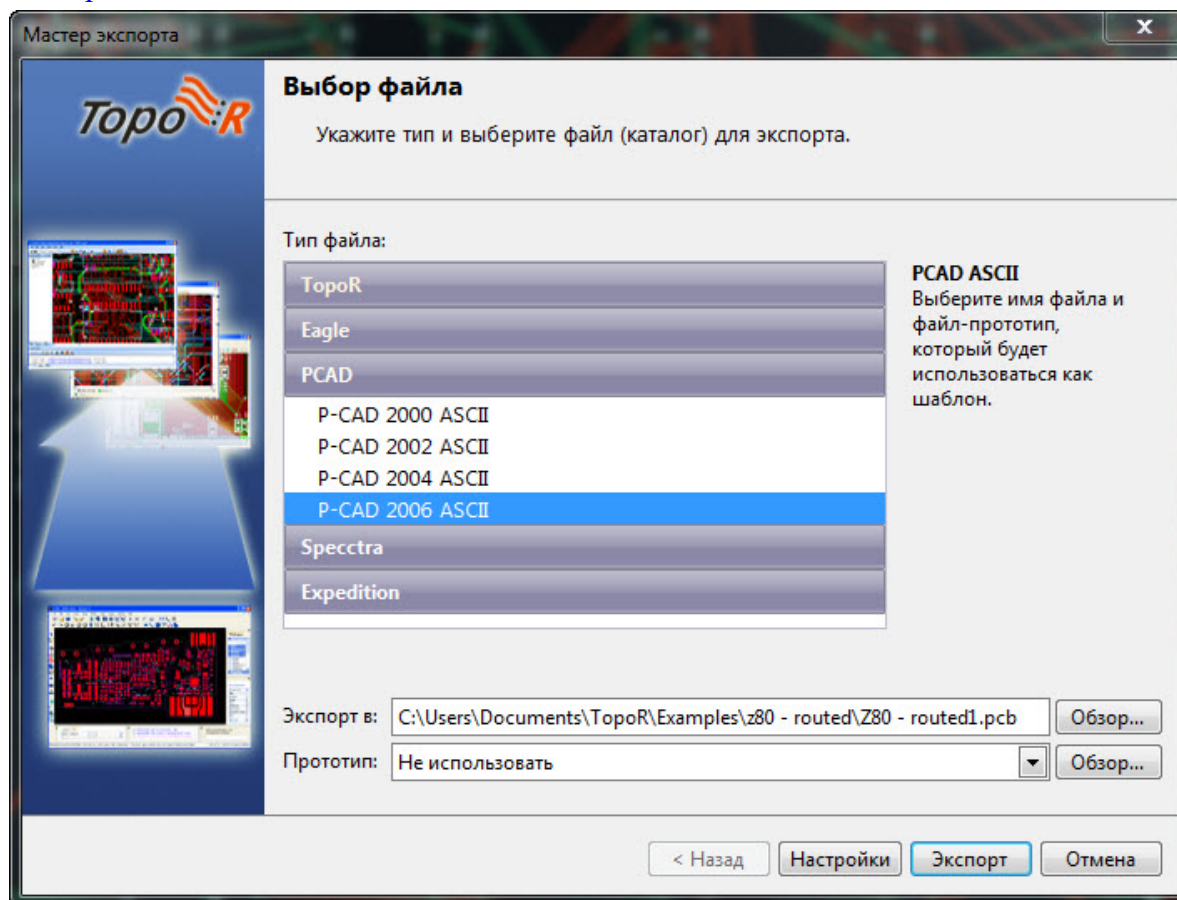 Мастер экспорта
x
TopoR
Выбор файла
Укажите тип и выберите файл (каталог) для экспорта.
Тип файла:
TopoR
Eagle
PCAD
P-CAD 2000 ASCII
P-CAD 2002 ASCII
P-CAD 2004 ASCII
P-CAD 2006 ASCII
Specctra
Expedition
PCAD ASCII
Выберите имя файла и
файл-прототип,
который будет
использоваться как
шаблон.
Экспорт в: C:\Users\Documents\TopoR\Examples\z80 - routed\Z80 - routed1.pcb Обзор...
Прототип: Не использовать Обзор...
< Назад Настройки Экспорт Отмена